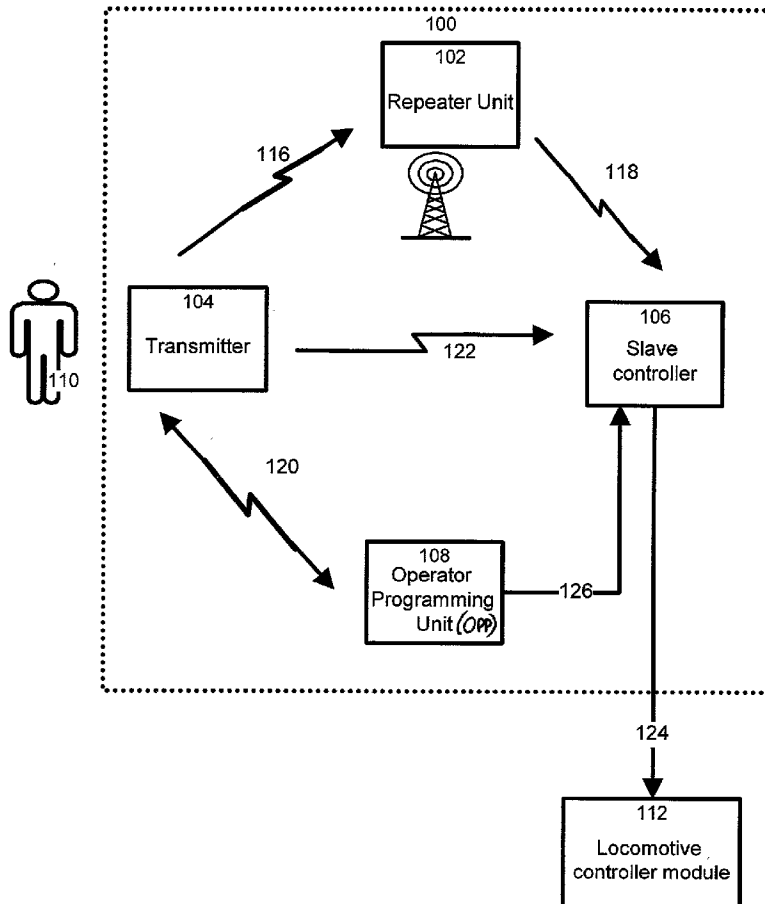 100
102
Repeater Unit
116
118
104
Transmitter
106
Slave
controller
110
122
120
108
Operator
Programming
Unit (OPP)
126
124
112
Locomotive
controller module